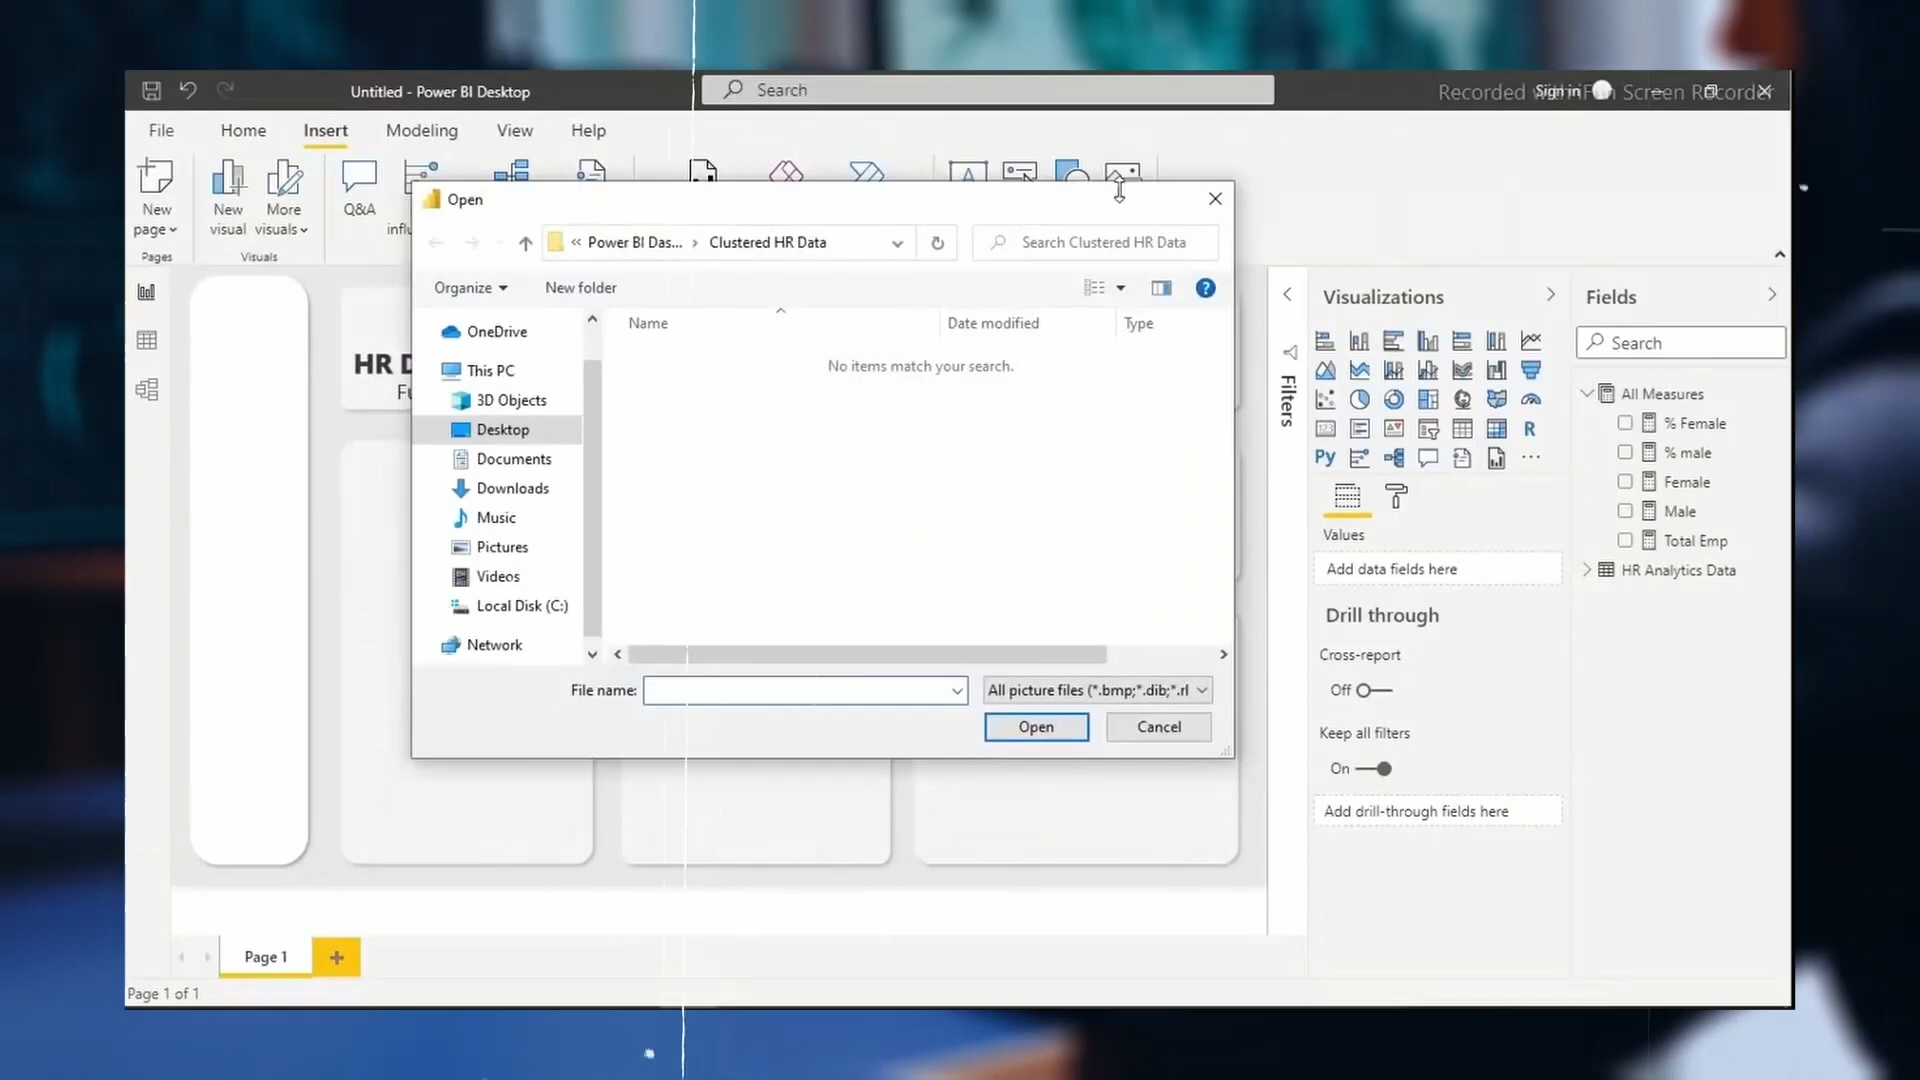 Untitled - Power BI Desktop
Search
Sign in
Recorded with iFun Screen Recorder
File
Home
Insert
Modeling
View
Help
New page
New visual
More visuals
Q&A
Pages
Visuals
Open
« Power BI Das... › Clustered HR Data
Search Clustered HR Data
Organize
New folder
OneDrive
This PC
3D Objects
Desktop
Documents
Downloads
Music
Pictures
Videos
Local Disk (C:)
Network
Name
Date modified
Type
No items match your search.
File name:
All picture files (*.bmp;*.dib;*.rl
Open
Cancel
HR
Filters
Visualizations
R
Py
Values
Add data fields here
Drill through
Cross-report
Off
Keep all filters
On
Add drill-through fields here
Fields
Search
All Measures
% Female
% male
Female
Male
Total Emp
HR Analytics Data
Page 1
Page 1 of 1